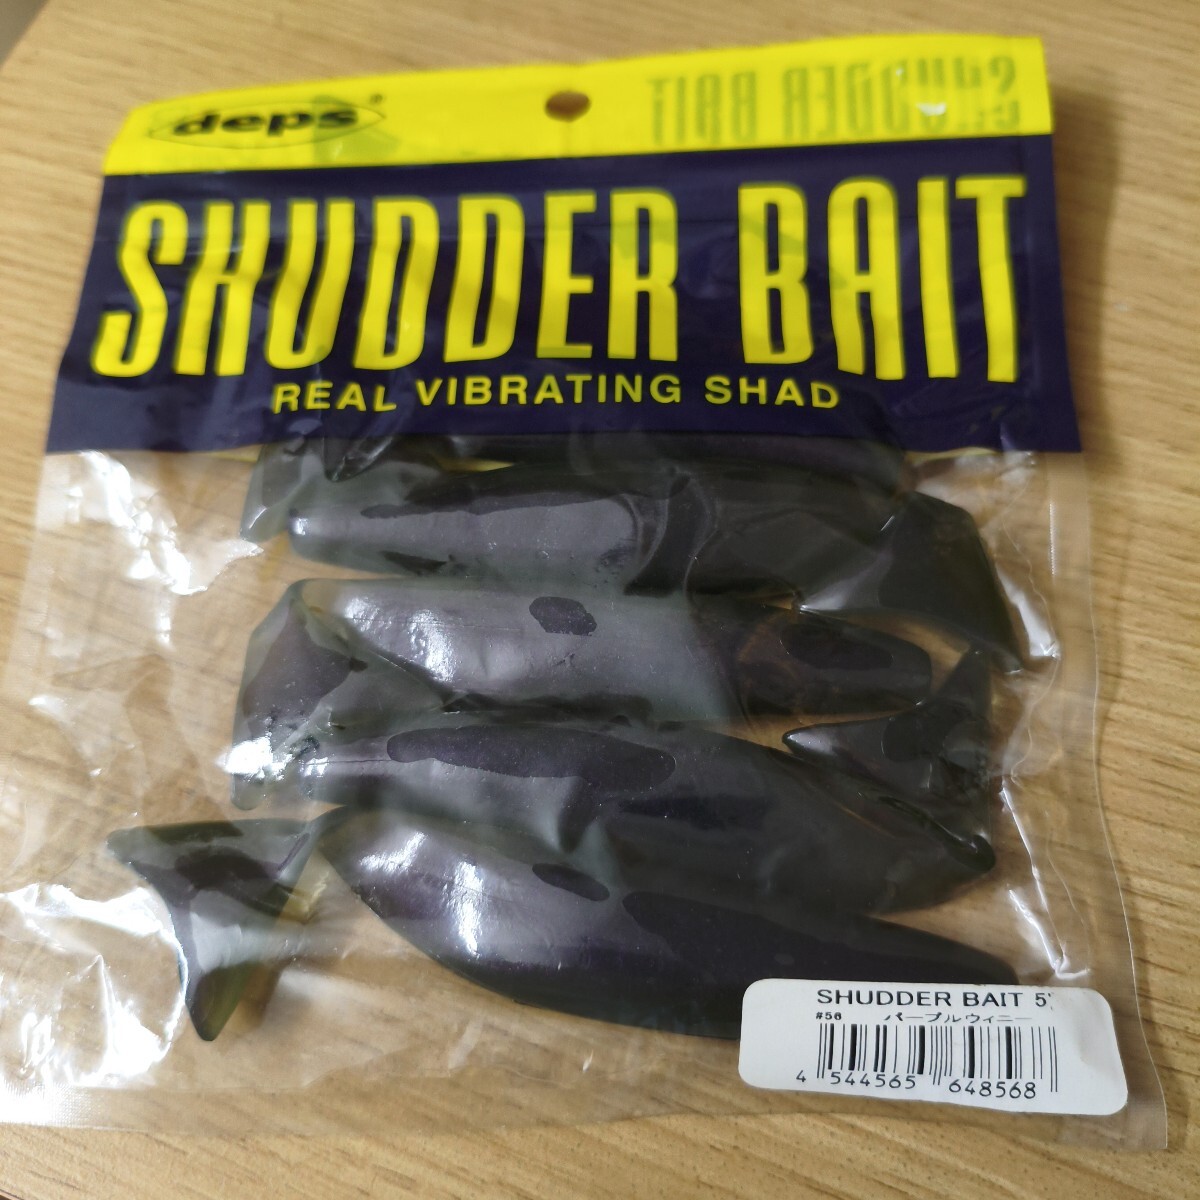 deps®
SHUDDER BAIT
SHUDDER BAIT
REAL VIBRATING SHAD
SHUDDER BAIT 5"
#56 パープルウィニー
4 544565 648568